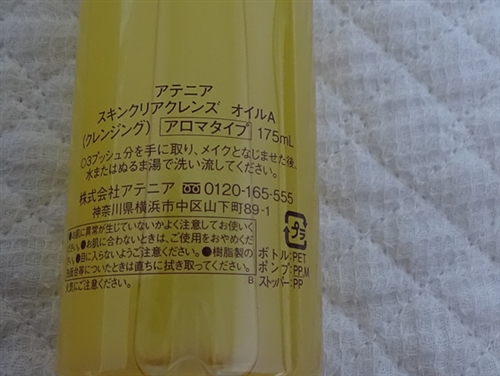 アテニア
スキンクリアクレンズ オイルA
(クレンジング) アロマタイプ 175mL
○3プッシュ分を手に取り、メイクとなじませた後、
水またはぬるま湯で洗い流してください。
株式会社アテニア 0120-165-555
神奈川県横浜市中区山下町89-1
●お肌に異常が生じていないかよく注意してお使いく
ださい。●お肌に合わないときは、ご使用をおやめくだ
さい。●目に入らないようご注意ください。●樹脂製の
洗面台等についたときは直ちに拭き取ってください。
火気にご注意ください。
B
プラ
ボトル:PET
ポンプ:PP,M
ストッパー:PP